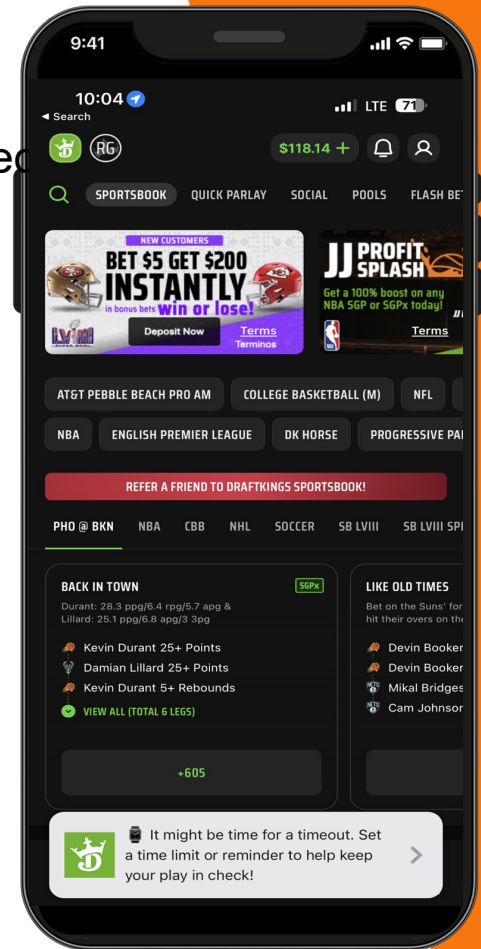 9:41
10:04
◄ Search
LTE 71
RG
$118.14 +
SPORTSBOOK QUICK PARLAY SOCIAL POOLS FLASH BE
NEW CUSTOMERS
BET $5 GET $200
INSTANTLY
in bonus bets win or lose!
Deposit Now
Terms
Terminos
LVIII
SUPER BOWL
JJ PROFIT
SPLASH
Get a 100% boost on any
NBA SGP or SGPx today!
NBA
Terms
AT&T PEBBLE BEACH PRO AM COLLEGE BASKETBALL (M) NFL
NBA ENGLISH PREMIER LEAGUE DK HORSE PROGRESSIVE PA
REFER A FRIEND TO DRAFTKINGS SPORTSBOOK!
PHO @ BKN NBA CBB NHL SOCCER SB LVIII SB LVIII SP
BACK IN TOWN SGPx
Durant: 28.3 ppg/6.4 rpg/5.7 apg &
Lillard: 25.1 ppg/6.8 apg/3 3pg
Kevin Durant 25+ Points
Damian Lillard 25+ Points
Kevin Durant 5+ Rebounds
VIEW ALL (TOTAL 6 LEGS)
+605
LIKE OLD TIMES
Bet on the Suns' for
hit their overs on the
Devin Booker
Devin Booker
Mikal Bridges
Cam Johnson
It might be time for a timeout. Set
a time limit or reminder to help keep
your play in check!